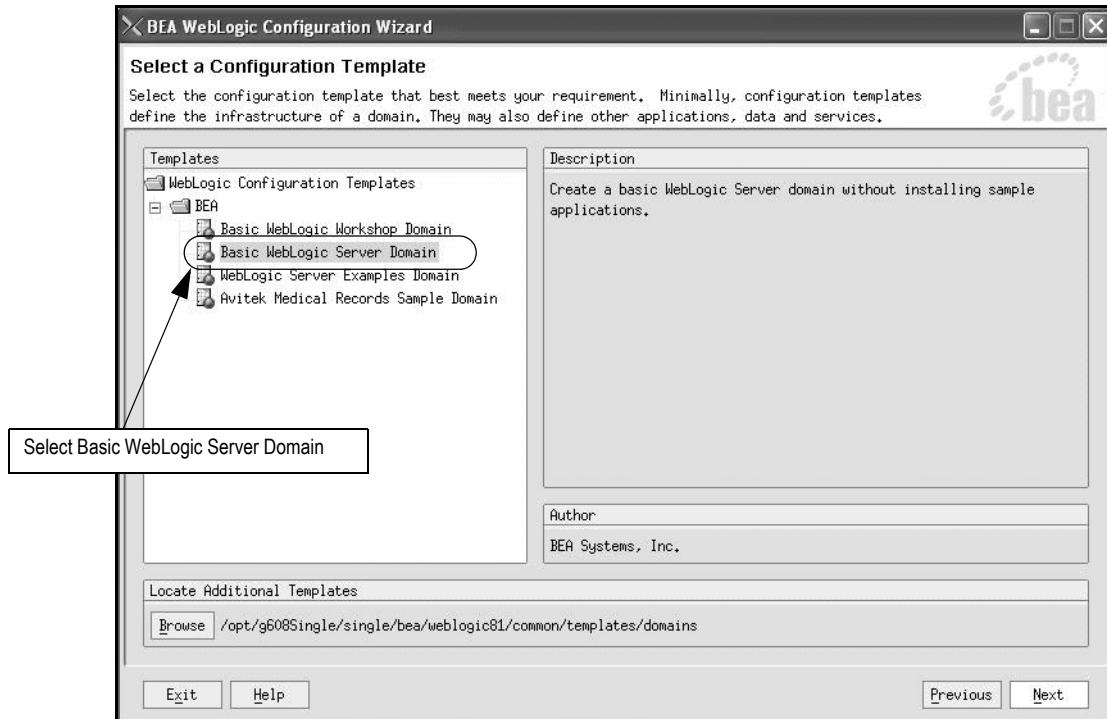 BEA WebLogic Configuration Wizard
Select a Configuration Template
Select the configuration template that best meets your requirement. Minimally, configuration templates
define the infrastructure of a domain. They may also define other applications, data and services.
bea
Templates
WebLogic Configuration Templates
BEA
Basic WebLogic Workshop Domain
Basic WebLogic Server Domain
WebLogic Server Examples Domain
Avitek Medical Records Sample Domain
Select Basic WebLogic Server Domain
Description
Create a basic WebLogic Server domain without installing sample
applications.
Author
BEA Systems, Inc.
Locate Additional Templates
Browse /opt/g608Single/single/bea/weblogic81/common/templates/domains
Exit Help Previous Next